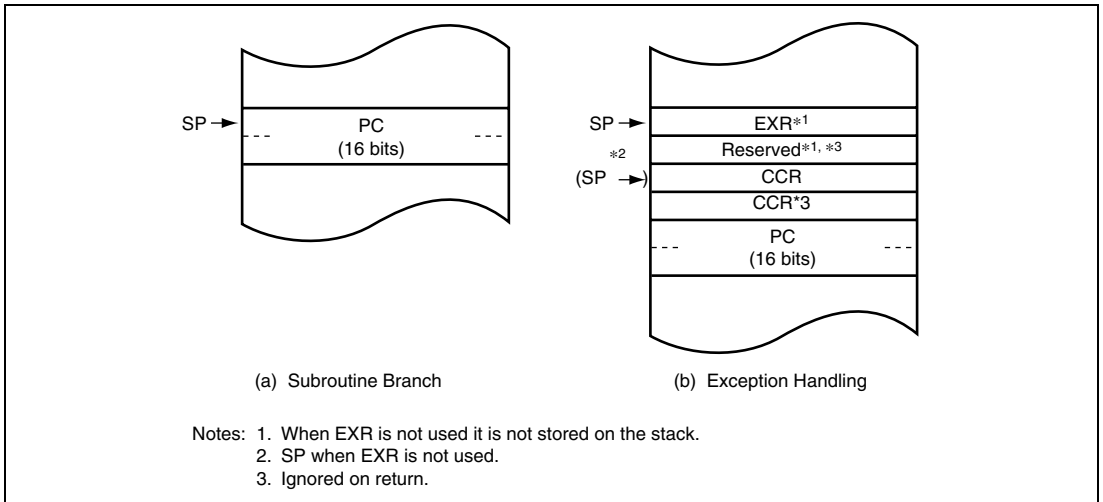 SP
PC
(16 bits)
(a) Subroutine Branch
SP
EXR*1
Reserved*1, *3
*2
(SP )
CCR
CCR*3
PC
(16 bits)
(b) Exception Handling
Notes: 1. When EXR is not used it is not stored on the stack.
2. SP when EXR is not used.
3. Ignored on return.